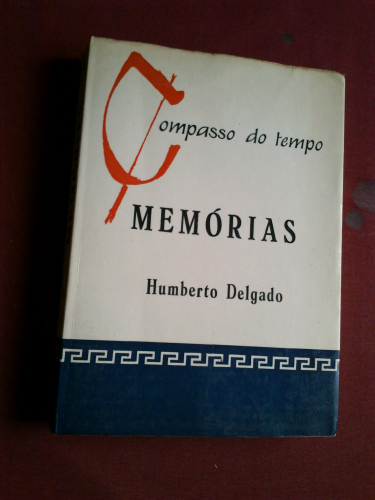 Compasso do tempo
MEMÓRIAS
Humberto Delgado